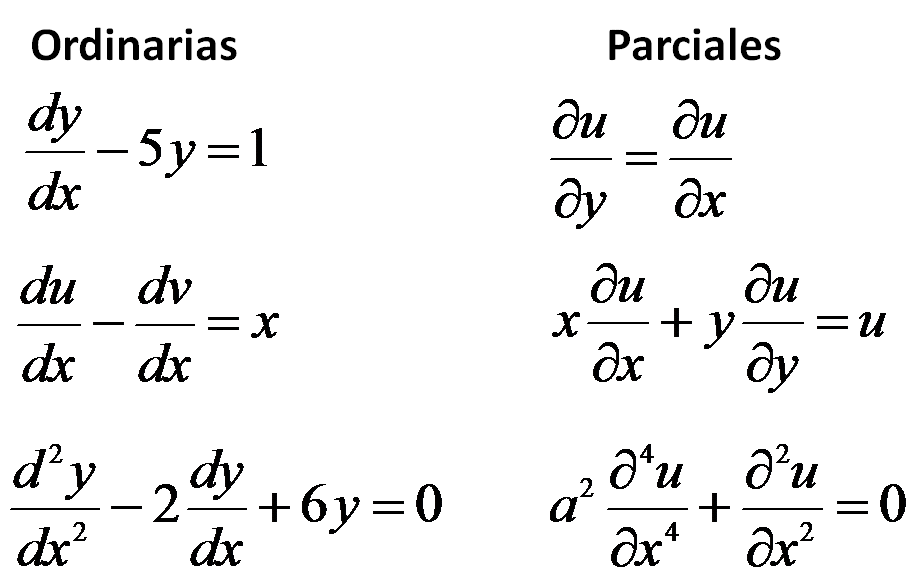 Ordinarias Parciales
dy/dx − 5y = 1 ∂u/∂y = ∂u/∂x
du/dx − dv/dx = x x ∂u/∂x + y ∂u/∂y = u
d²y/dx² − 2 dy/dx + 6y = 0 a² ∂⁴u/∂x⁴ + ∂²u/∂x² = 0